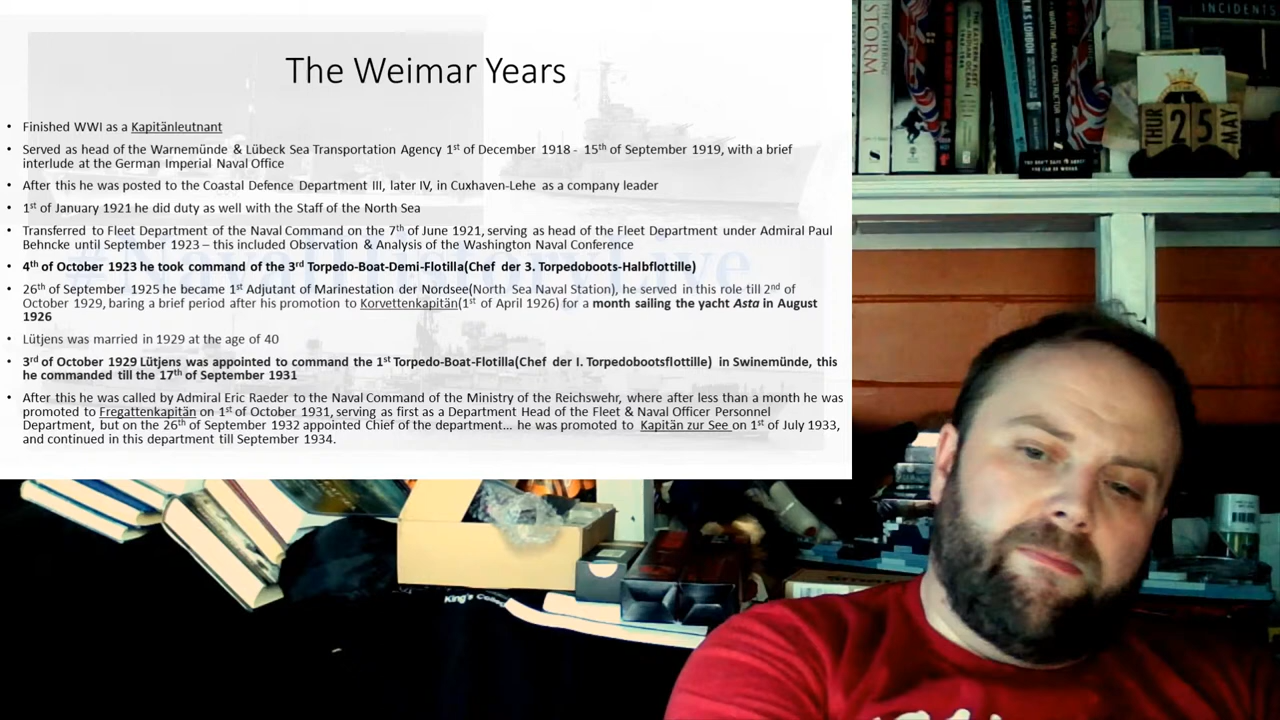 The Weimar Years
• Finished WWI as a Kapitänleutnant
• Served as head of the Warnemünde & Lübeck Sea Transportation Agency 1st of December 1918 - 15th of September 1919, with a brief
interlude at the German Imperial Naval Office
• After this he was posted to the Coastal Defence Department III, later IV, in Cuxhaven-Lehe as a company leader
• 1st of January 1921 he did duty as well with the Staff of the North Sea
• Transferred to Fleet Department of the Naval Command on the 7th of June 1921, serving as head of the Fleet Department under Admiral Paul
Behncke until September 1923 – this included Observation & Analysis of the Washington Naval Conference
• 4th of October 1923 he took command of the 3rd Torpedo-Boat-Demi-Flotilla(Chef der 3. Torpedoboots-Halbflottille)
• 26th of September 1925 he became 1st Adjutant of Marinestation der Nordsee(North Sea Naval Station), he served in this role till 2nd of
October 1929, baring a brief period after his promotion to Korvettenkapitän(1st of April 1926) for a month sailing the yacht Asta in August
1926
• Lütjens was married in 1929 at the age of 40
• 3rd of October 1929 Lütjens was appointed to command the 1st Torpedo-Boat-Flotilla(Chef der I. Torpedobootsflottille) in Swinemünde, this
he commanded till the 17th of September 1931
• After this he was called by Admiral Eric Raeder to the Naval Command of the Ministry of the Reichswehr, where after less than a month he was
promoted to Fregattenkapitän on 1st of October 1931, serving as first as a Department Head of the Fleet & Naval Officer Personnel
Department, but on the 26th of September 1932 appointed Chief of the department... he was promoted to Kapitän zur See on 1st of July 1933,
and continued in this department till September 1934.
THE GATHERING
STORM
THE EASTERN FLEET
LONDON
INCIDENTS
THUR
25
MAY
King's